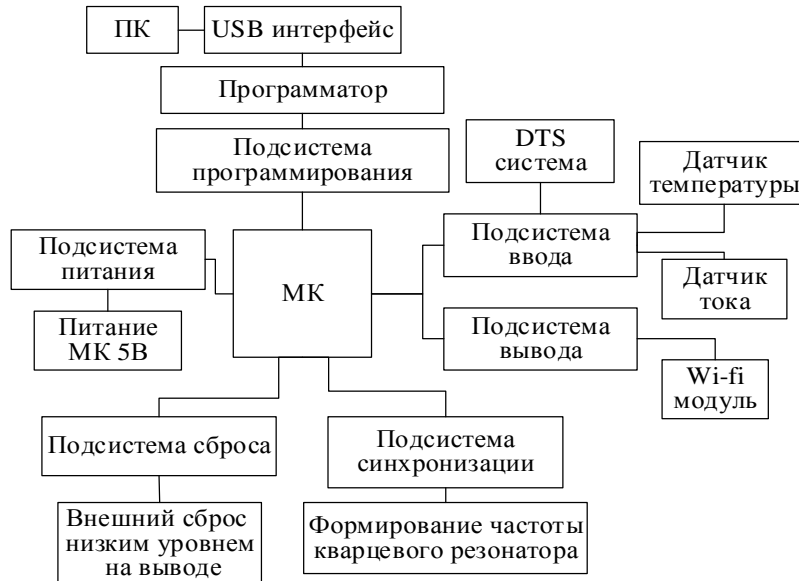 ПК
USB интерфейс
Программатор
Подсистема
программирования
DTS
система
Датчик
температуры
Подсистема
питания
МК
Подсистема
ввода
Датчик
тока
Питание
МК 5В
Подсистема
вывода
Wi-fi
модуль
Подсистема сброса
Подсистема
синхронизации
Внешний сброс
низким уровнем
на выводе
Формирование частоты
кварцевого резонатора